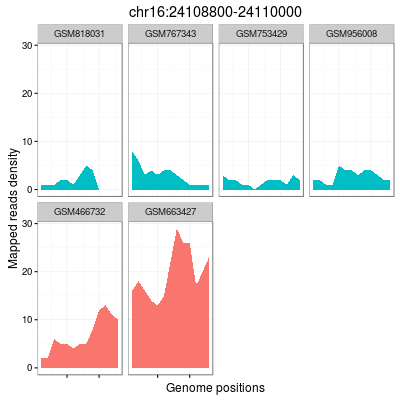 chr16:24108800-24110000
GSM818031 GSM767343 GSM753429 GSM956008
30
20
10
0
GSM466732 GSM663427
30
20
10
0
Mapped reads density
Genome positions